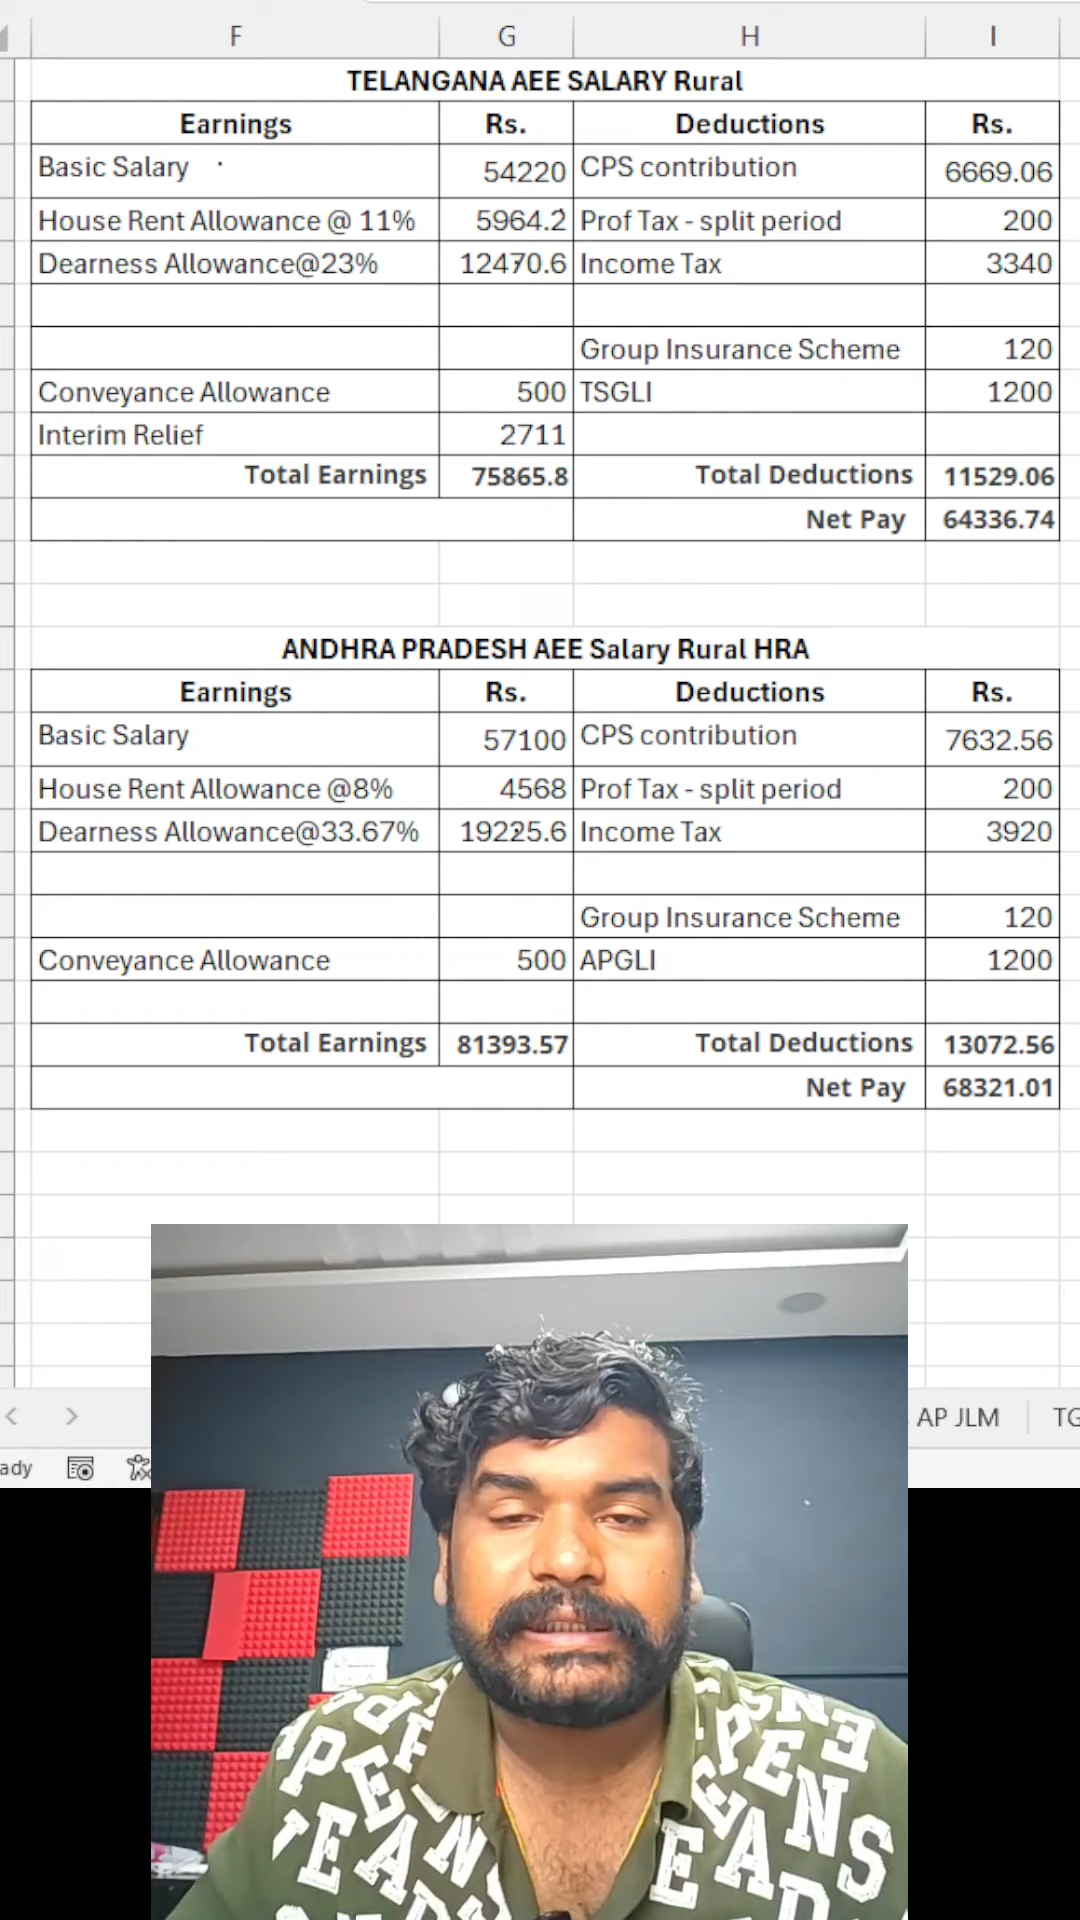 F G H I
TELANGANA AEE SALARY Rural
Earnings Rs. Deductions Rs.
Basic Salary 54220 CPS contribution 6669.06
House Rent Allowance @ 11% 5964.2 Prof Tax - split period 200
Dearness Allowance@23% 12470.6 Income Tax 3340
Group Insurance Scheme 120
Conveyance Allowance 500 TSGLI 1200
Interim Relief 2711
Total Earnings 75865.8 Total Deductions 11529.06
Net Pay 64336.74
ANDHRA PRADESH AEE Salary Rural HRA
Earnings Rs. Deductions Rs.
Basic Salary 57100 CPS contribution 7632.56
House Rent Allowance @8% 4568 Prof Tax - split period 200
Dearness Allowance@33.67% 19225.6 Income Tax 3920
Group Insurance Scheme 120
Conveyance Allowance 500 APGLI 1200
Total Earnings 81393.57 Total Deductions 13072.56
Net Pay 68321.01
AP JLM TG
ady